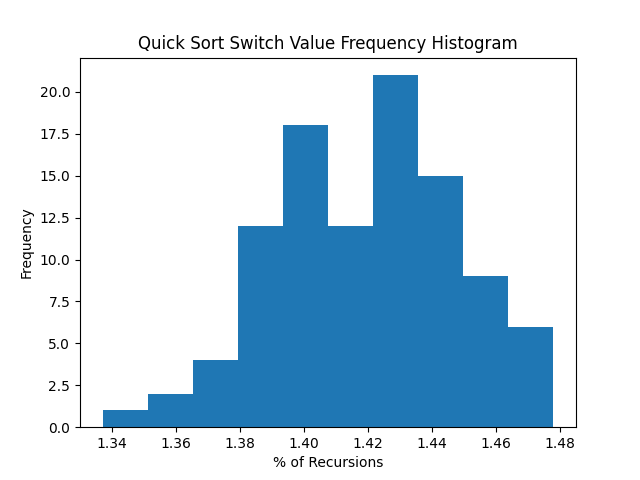 Quick Sort Switch Value Frequency Histogram
20.0
17.5
15.0
12.5
10.0
7.5
5.0
2.5
0.0
Frequency
1.34 1.36 1.38 1.40 1.42 1.44 1.46 1.48
% of Recursions